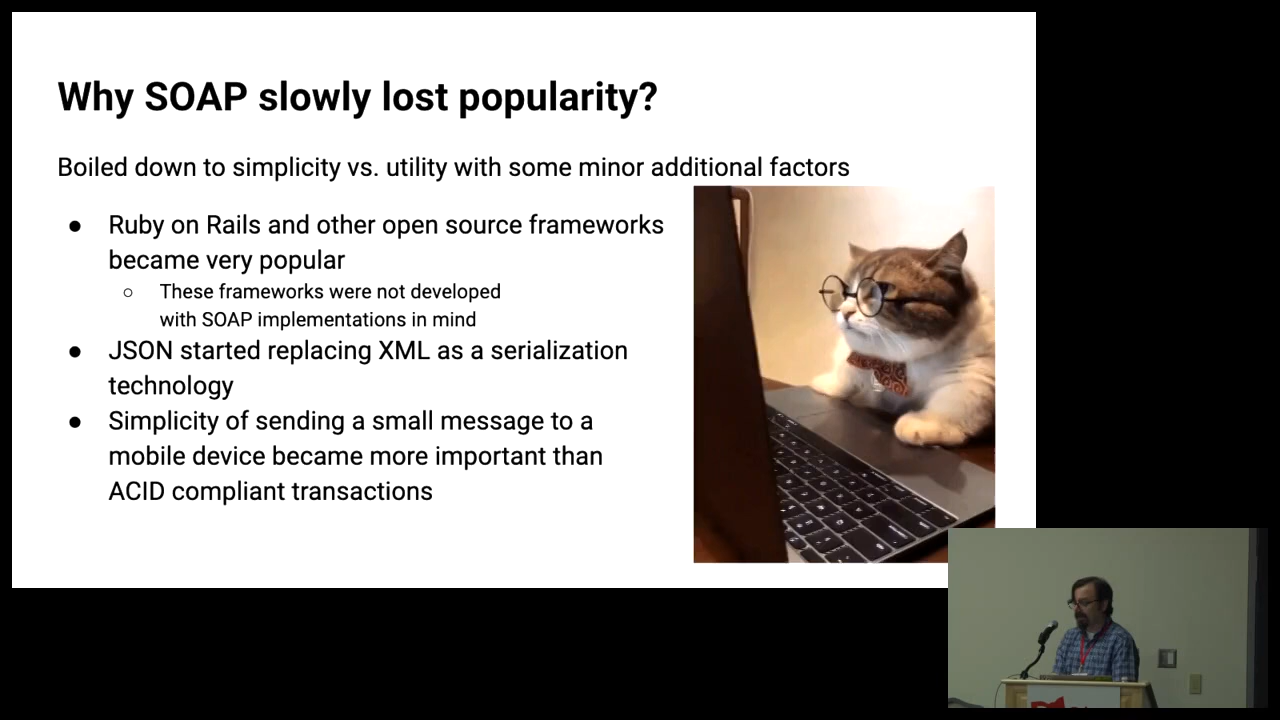 Why SOAP slowly lost popularity?
Boiled down to simplicity vs. utility with some minor additional factors
● Ruby on Rails and other open source frameworks
became very popular
○ These frameworks were not developed
with SOAP implementations in mind
● JSON started replacing XML as a serialization
technology
● Simplicity of sending a small message to a
mobile device became more important than
ACID compliant transactions